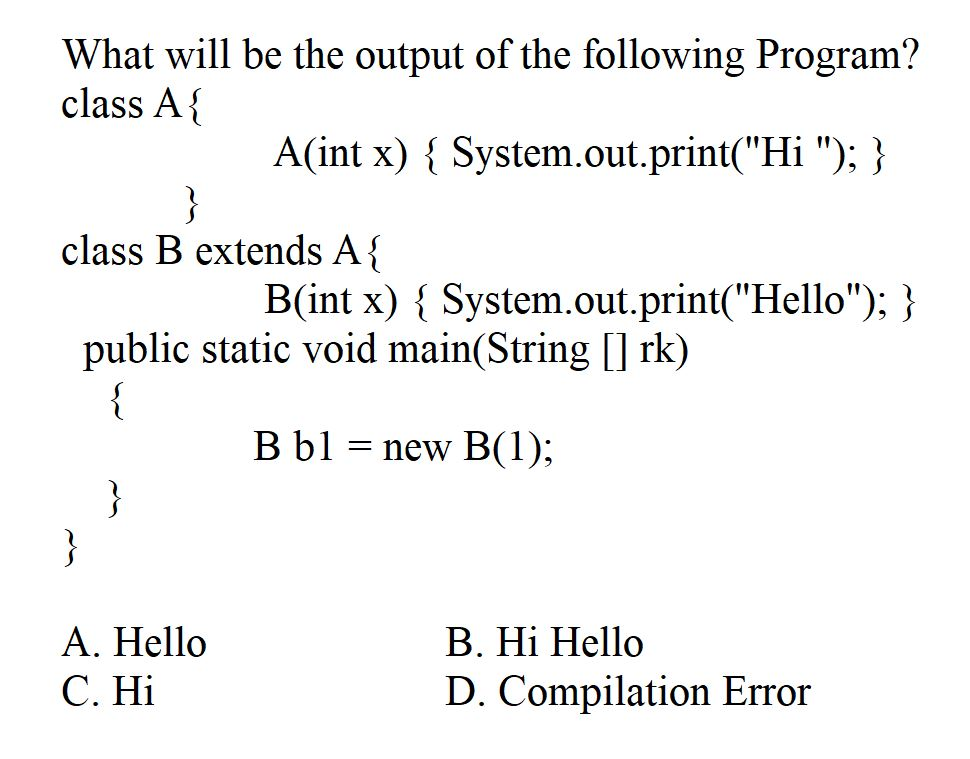 What will be the output of the following Program?
class A{
A(int x) { System.out.print("Hi "); }
}
class B extends A{
B(int x) { System.out.print("Hello"); }
public static void main(String [] rk)
{
B b1 = new B(1);
}
}
A. Hello B. Hi Hello
C. Hi D. Compilation Error